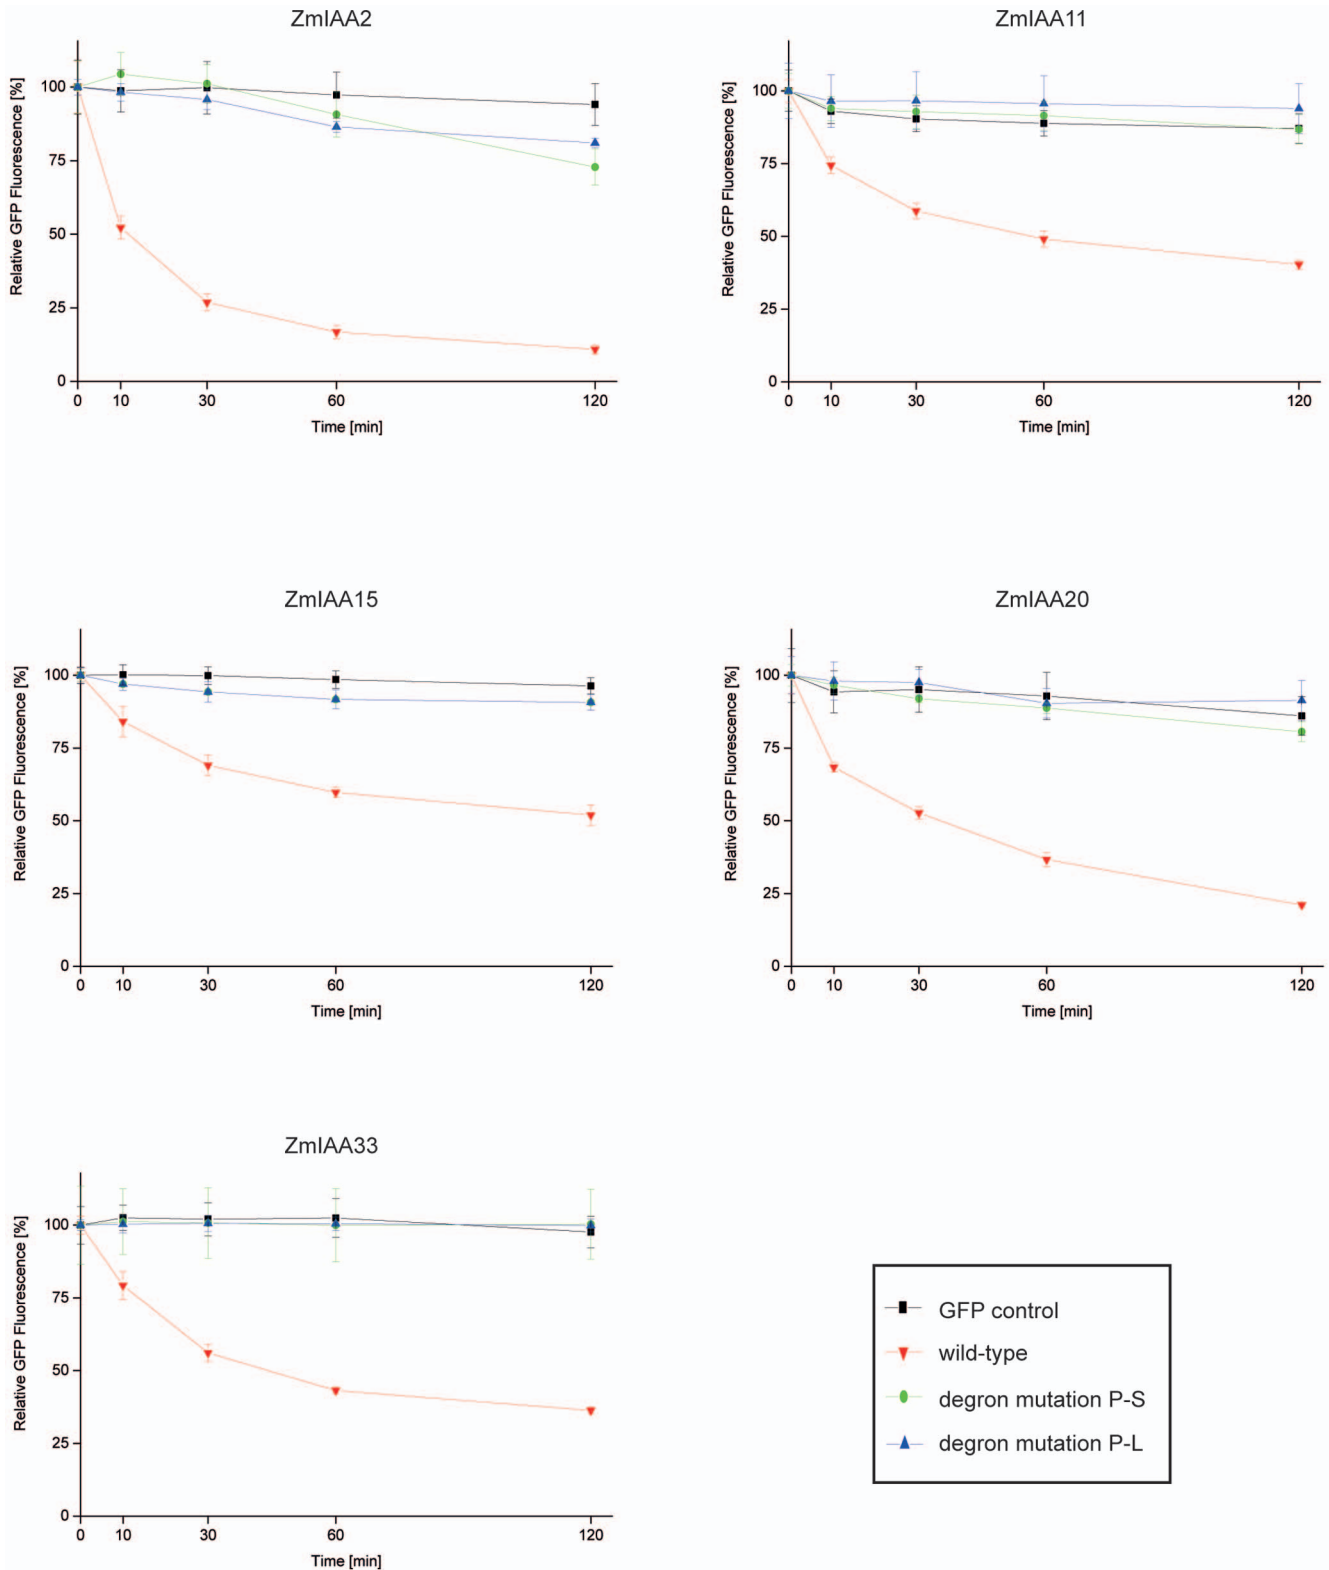 ZmIAA2
Relative GFP Fluorescence [%]
100
75
50
25
0
0 10 30 60 120
Time [min]
ZmIAA11
Relative GFP Fluorescence [%]
100
75
50
25
0
0 10 30 60 120
Time [min]
ZmIAA15
Relative GFP Fluorescence [%]
100
75
50
25
0
0 10 30 60 120
Time [min]
ZmIAA20
Relative GFP Fluorescence [%]
100
75
50
25
0
0 10 30 60 120
Time [min]
ZmIAA33
Relative GFP Fluorescence [%]
100
75
50
25
0
0 10 30 60 120
Time [min]
GFP control
wild-type
degron mutation P-S
degron mutation P-L